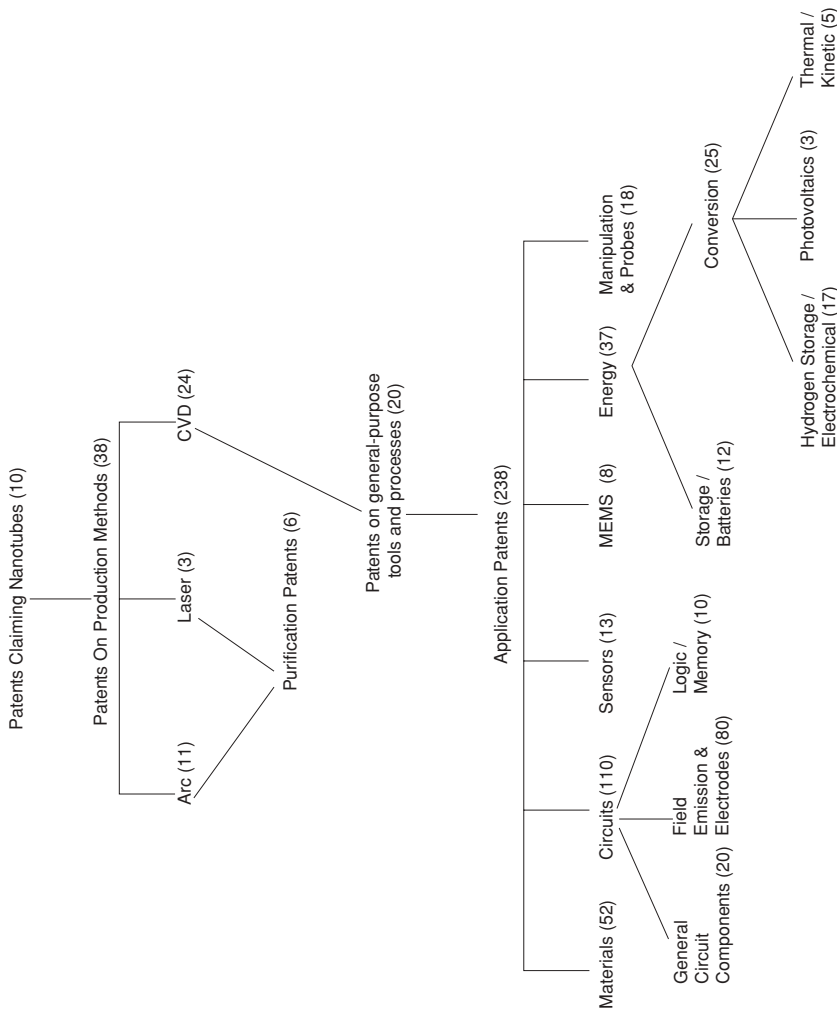 Patents Claiming Nanotubes (10)
Patents On Production Methods (38)
Arc (11)
Laser (3)
CVD (24)
Purification Patents (6)
Patents on general-purpose
tools and processes (20)
Application Patents (238)
Materials (52)
Circuits (110)
Sensors (13)
MEMS (8)
Energy (37)
Manipulation
& Probes (18)
General
Circuit
Components (20)
Field
Emission &
Electrodes (80)
Logic /
Memory (10)
Storage /
Batteries (12)
Conversion (25)
Hydrogen Storage /
Electrochemical (17)
Photovoltaics (3)
Thermal /
Kinetic (5)